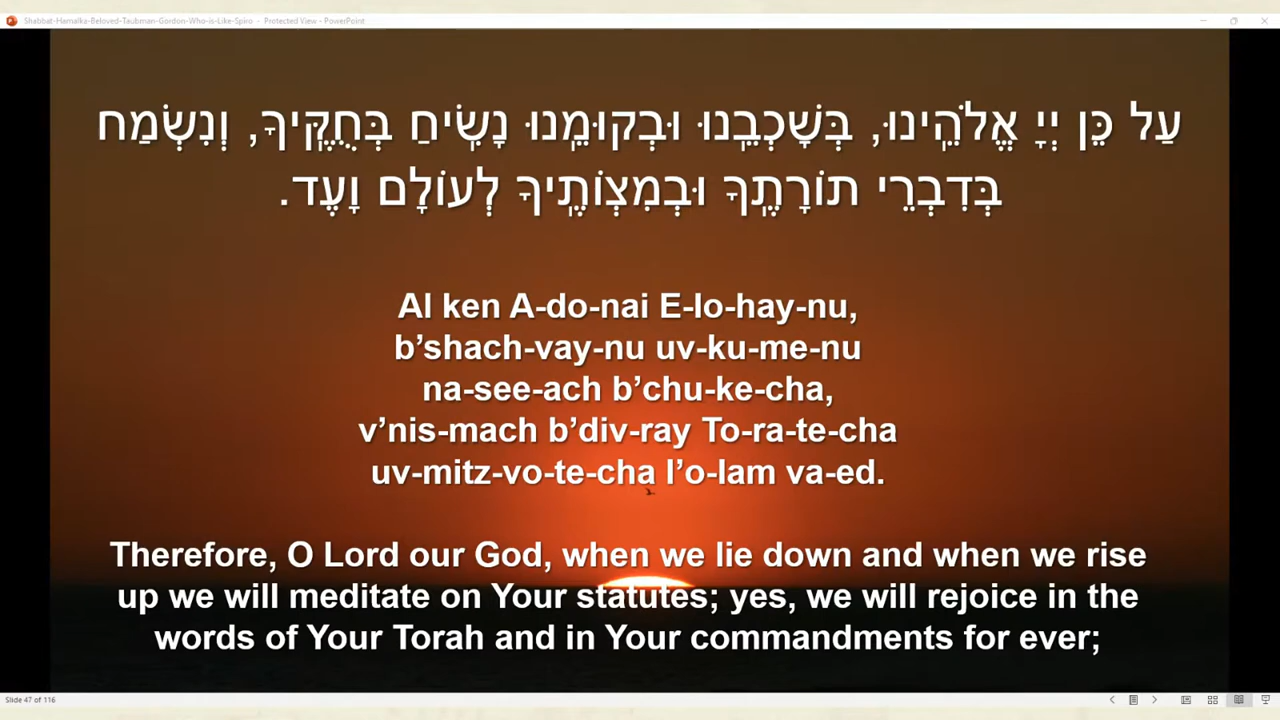 Shabbat-Hamalka-Beloved-Taubman-Gordon-Who-is-Like-Spiro - Protected View - PowerPoint
עַל כֵּן יְיָ אֱלֹהֵֽינוּ, בְּשָׁכְבֵֽנוּ וּבְקוּמֵֽנוּ נָשִֽׂיחַ בְּחֻקֶּֽיךָ, וְנִשְׂמַח
בְּדִבְרֵי תוֹרָתֶֽךָ וּבְמִצְוֹתֶֽיךָ לְעוֹלָם וָעֶד.
Al ken A-do-nai E-lo-hay-nu,
b’shach-vay-nu uv-ku-me-nu
na-see-ach b’chu-ke-cha,
v’nis-mach b’div-ray To-ra-te-cha
uv-mitz-vo-te-cha l’o-lam va-ed.
Therefore, O Lord our God, when we lie down and when we rise
up we will meditate on Your statutes; yes, we will rejoice in the
words of Your Torah and in Your commandments for ever;
Slide 47 of 116